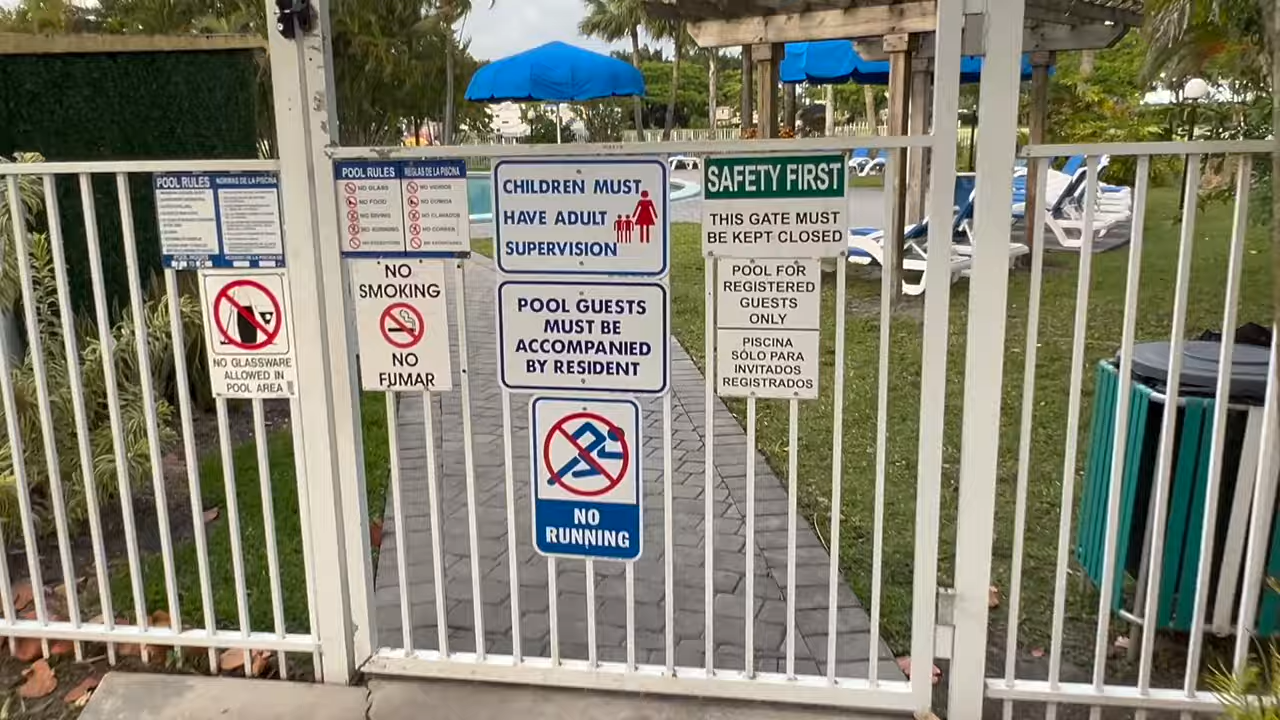 POOL RULES
NORMAS DE LA PISCINA
POOL HOURS
NO GLASSWARE
ALLOWED IN
POOL AREA
POOL RULES
REGLAS DE LA PISCINA
NO GLASS
NO FOOD
NO DIVING
NO RUNNING
NO VIDRIOS
NO COMIDA
NO CLAVADOS
NO CORRER
NO
SMOKING
NO
FUMAR
CHILDREN MUST
HAVE ADULT
SUPERVISION
POOL GUESTS
MUST BE
ACCOMPANIED
BY RESIDENT
NO
RUNNING
SAFETY FIRST
THIS GATE MUST
BE KEPT CLOSED
POOL FOR
REGISTERED
GUESTS
ONLY
PISCINA
SÓLO PARA
INVITADOS
REGISTRADOS